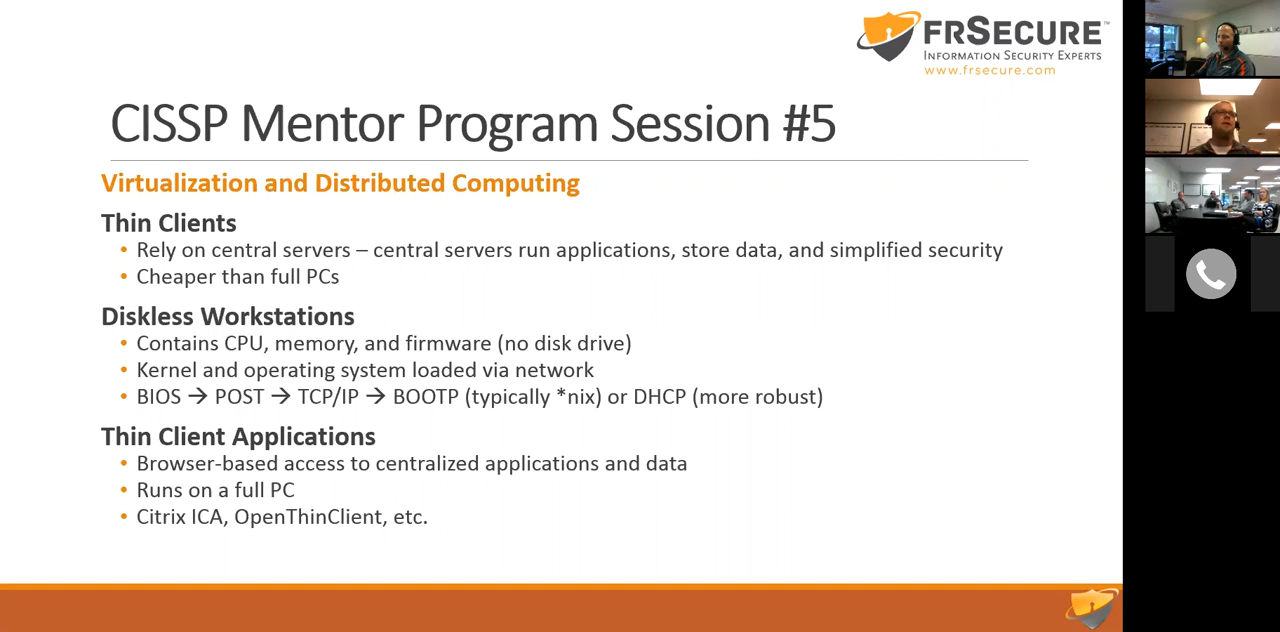 FRSECURE™
INFORMATION SECURITY EXPERTS
www.frsecure.com
CISSP Mentor Program Session #5
Virtualization and Distributed Computing
Thin Clients
• Rely on central servers – central servers run applications, store data, and simplified security
• Cheaper than full PCs
Diskless Workstations
• Contains CPU, memory, and firmware (no disk drive)
• Kernel and operating system loaded via network
• BIOS → POST → TCP/IP → BOOTP (typically *nix) or DHCP (more robust)
Thin Client Applications
• Browser-based access to centralized applications and data
• Runs on a full PC
• Citrix ICA, OpenThinClient, etc.